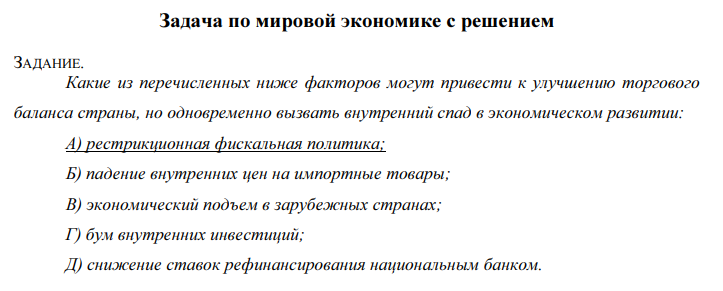 Задача по мировой экономике с решением
ЗАДАНИЕ.
Какие из перечисленных ниже факторов могут привести к улучшению торгового
баланса страны, но одновременно вызвать внутренний спад в экономическом развитии:
А) рестрикционная фискальная политика;
Б) падение внутренних цен на импортные товары;
В) экономический подъем в зарубежных странах;
Г) бум внутренних инвестиций;
Д) снижение ставок рефинансирования национальным банком.